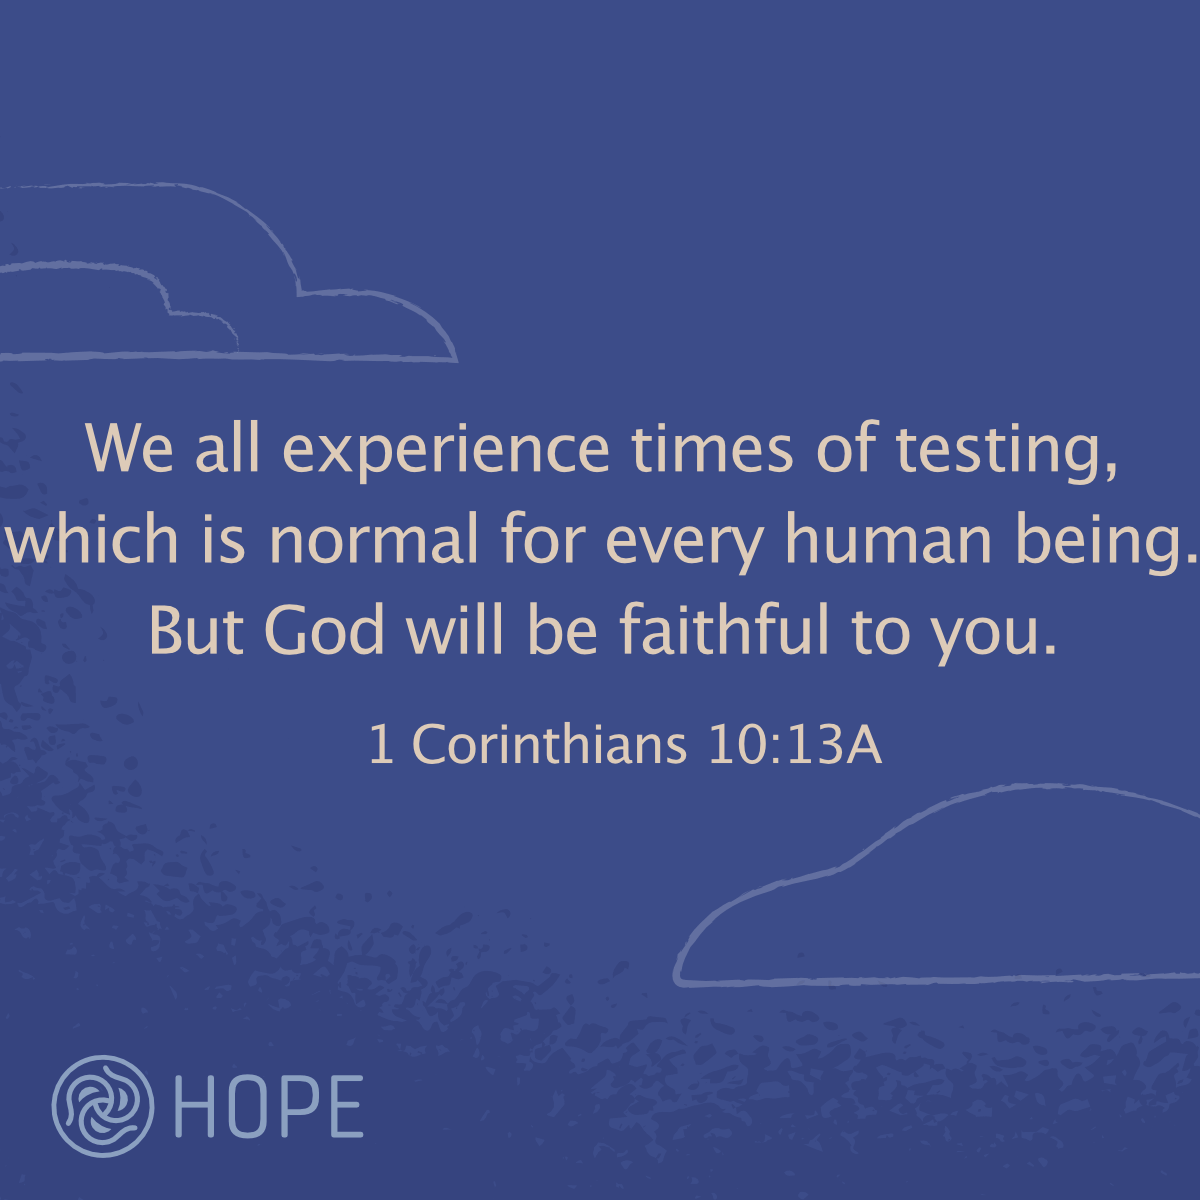 We all experience times of testing,
which is normal for every human being.
But God will be faithful to you.
1 Corinthians 10:13A
HOPE